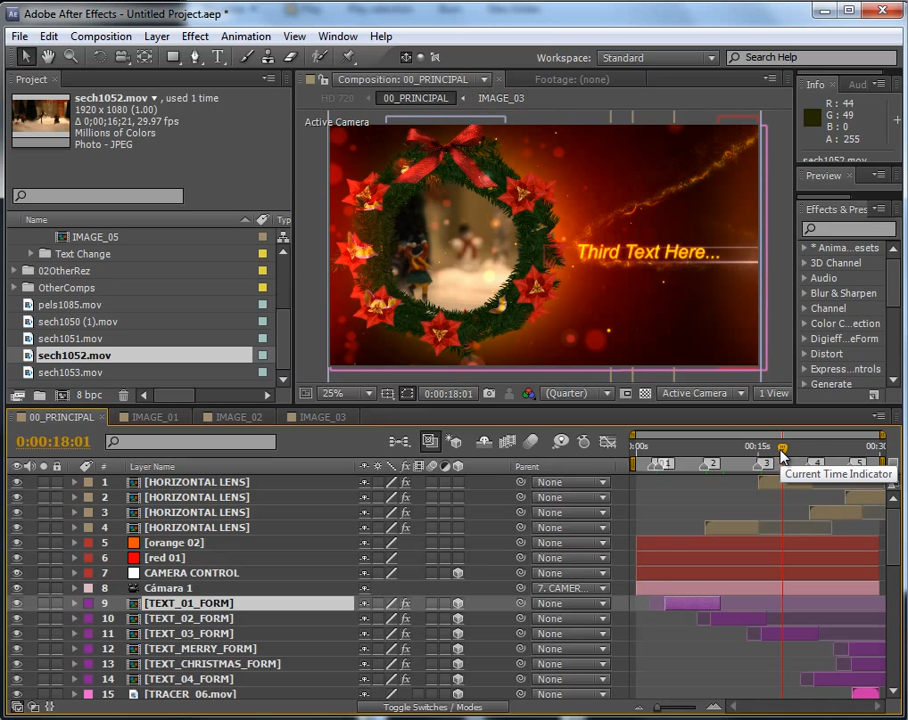 Adobe After Effects - Untitled Project.aep *
File Edit Composition Layer Effect Animation View Window Help
Workspace: Standard
Search Help
Project
sech1052.mov ▼ , used 1 time
1920 x 1080 (1.00)
Δ 0;00;16;21, 29.97 fps
Millions of Colors
Photo - JPEG
Name Typ
IMAGE_05
Text Change
02OtherRez
OtherComps
pels1085.mov
sech1050 (1).mov
sech1051.mov
sech1052.mov
sech1053.mov
8 bpc
Composition: 00_PRINCIPAL
Footage: (none)
HD 720 00_PRINCIPAL IMAGE_03
Active Camera
Third Text Here...
25% 0:00:18:01 (Quarter) Active Camera 1 View
Info Aud
R : 44
G : 49
B : 0
A : 255
sech1052.mov
Preview
Effects & Pres
* Anima...esets
3D Channel
Audio
Blur & Sharpen
Channel
Color C...ection
Digieff...eForm
Distort
Express...ntrols
Generate
00_PRINCIPAL IMAGE_01 IMAGE_02 IMAGE_03
0:00:18:01
:00s 00:15s 00:30
# Layer Name Parent
1 2 3 4 5
Current Time Indicator
1 [HORIZONTAL LENS] None
2 [HORIZONTAL LENS] None
3 [HORIZONTAL LENS] None
4 [HORIZONTAL LENS] None
5 [orange 02] None
6 [red 01] None
7 CAMERA CONTROL None
8 Cámara 1 7. CAMER...
9 [TEXT_01_FORM] None
10 [TEXT_02_FORM] None
11 [TEXT_03_FORM] None
12 [TEXT_MERRY_FORM] None
13 [TEXT_CHRISTMAS_FORM] None
14 [TEXT_04_FORM] None
15 [TRACER_06.mov] None
Toggle Switches / Modes